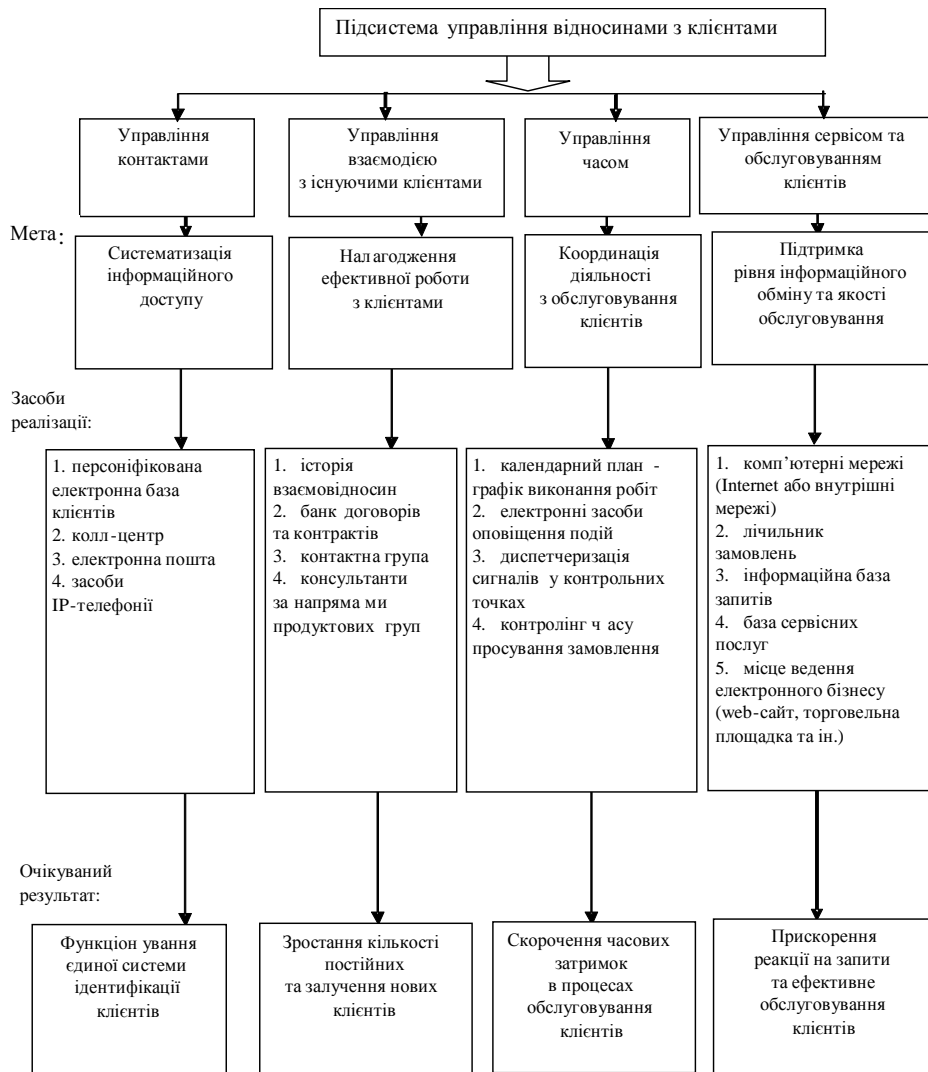 Підсистема управління відносинами з клієнтами
Управління
контактами
Управління
взаємодією
з існуючими клієнтами
Управління
часом
Управління сервісом та
обслуговуванням
клієнтів
Мета:
Систематизація
інформаційного
доступу
Налагодження
ефективної роботи
з клієнтами
Координація
діяльності
з обслуговування
клієнтів
Підтримка
рівня інформаційного
обміну та якості
обслуговування
Засоби
реалізації:
1. персоніфікована
електронна база
клієнтів
2. колл-центр
3. електронна пошта
4. засоби
IP-телефонії
1. історія
взаємовідносин
2. банк договорів
та контрактів
3. контактна група
4. консультанти
за напряма ми
продуктових груп
1. календарний план -
графік виконання робіт
2. електронні засоби
оповіщення подій
3. диспетчеризація
сигналів у контрольних
точках
4. контролінг ч асу
просування замовлення
1. комп’ютерні мережі
(Internet або внутрішні
мережі)
2. лічильник
замовлень
3. інформаційна база
запитів
4. база сервісних
послуг
5. місце ведення
електронного бізнесу
(web-сайт, торговельна
площадка та ін.)
Очікуваний
результат:
Функціон ування
єдиної системи
ідентифікації
клієнтів
Зростання кількості
постійних
та залучення нових
клієнтів
Скорочення часових
затримок
в процесах
обслуговування
клієнтів
Прискорення
реакції на запити
та ефективне
обслуговування
клієнтів